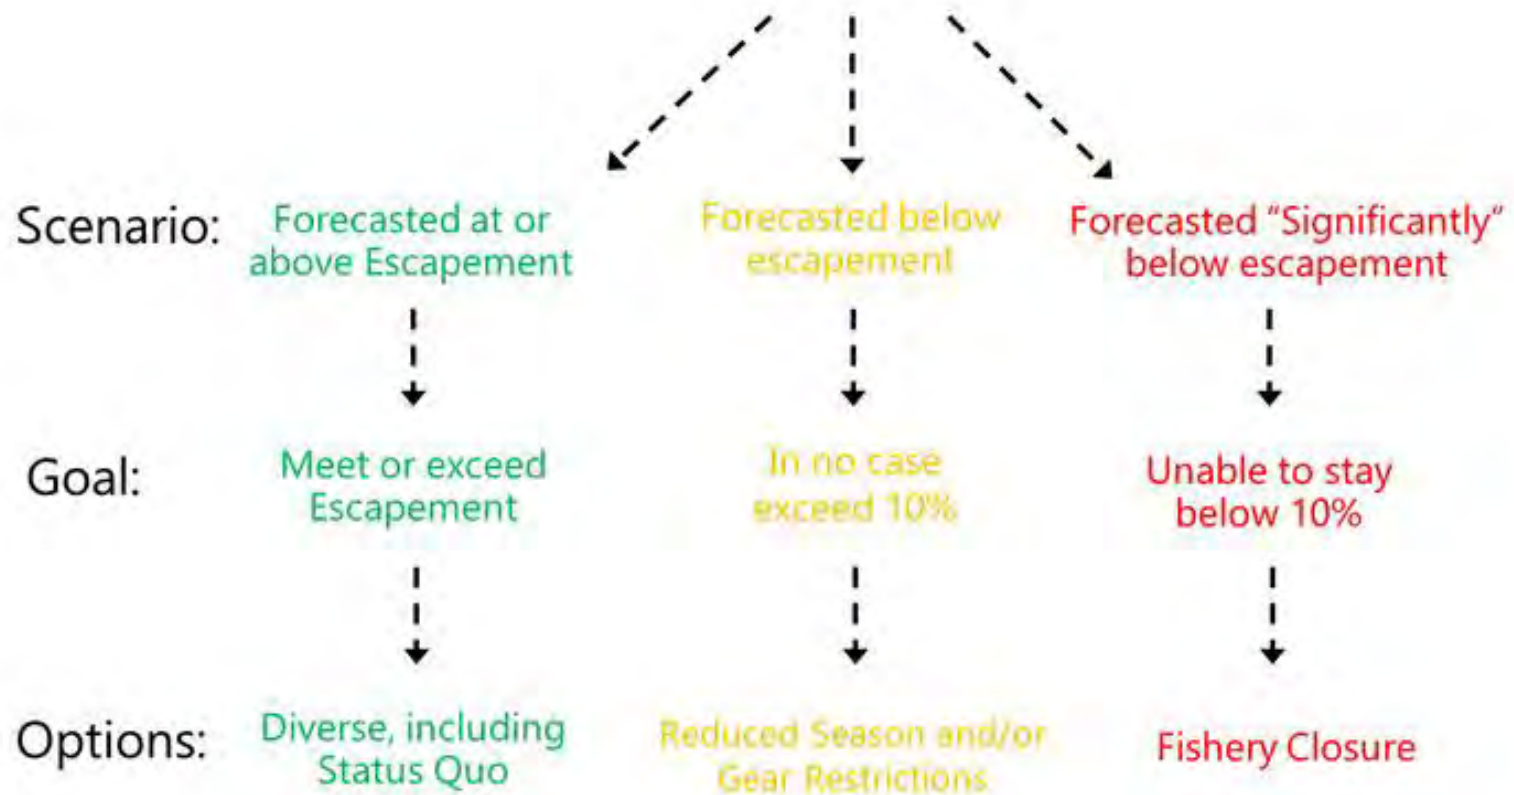 Scenario:
Forecasted at or
above Escapement
Forecasted below
escapement
Forecasted “Significantly”
below escapement
Goal:
Meet or exceed
Escapement
In no case
exceed 10%
Unable to stay
below 10%
Options:
Diverse, including
Status Quo
Reduced Season and/or
Gear Restrictions
Fishery Closure